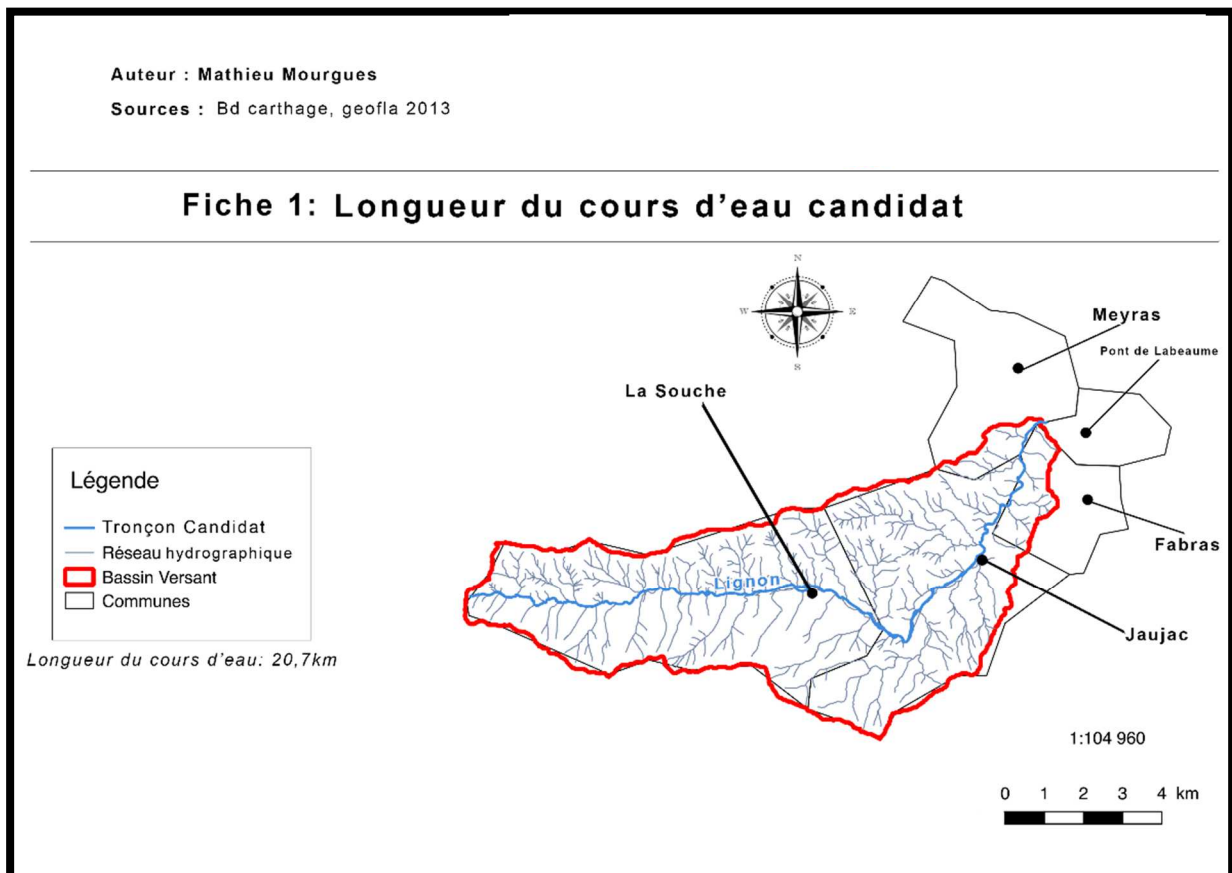 Auteur : Mathieu Mourgues
Sources : Bd carthage, geofla 2013
Fiche 1: Longueur du cours d'eau candidat
N
W
E
S
Meyras
Pont de Labeaume
La Souche
Légende
Tronçon Candidat
Réseau hydrographique
Bassin Versant
Communes
Longueur du cours d'eau: 20,7km
Lignon
Fabras
Jaujac
1:104 960
0 1 2 3 4 km